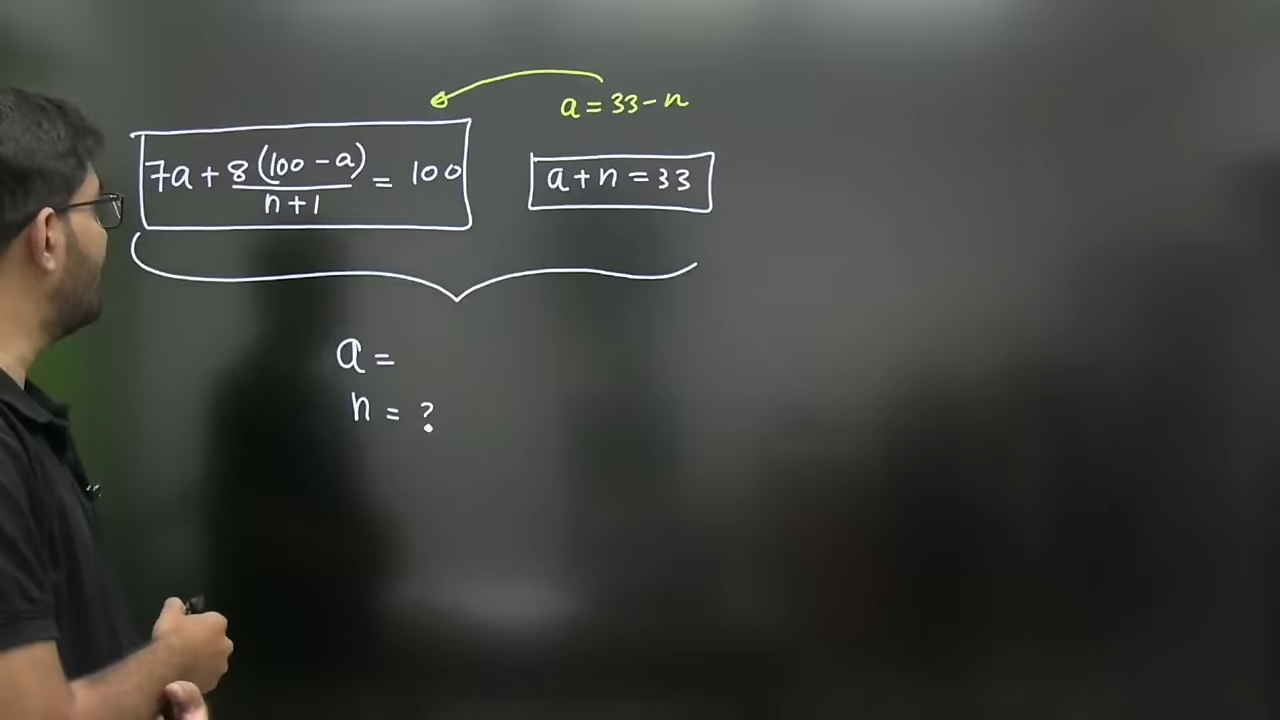 a = 33 - n
7a + 8(100 - a) / n + 1 = 100
a + n = 33
a =
n = ?